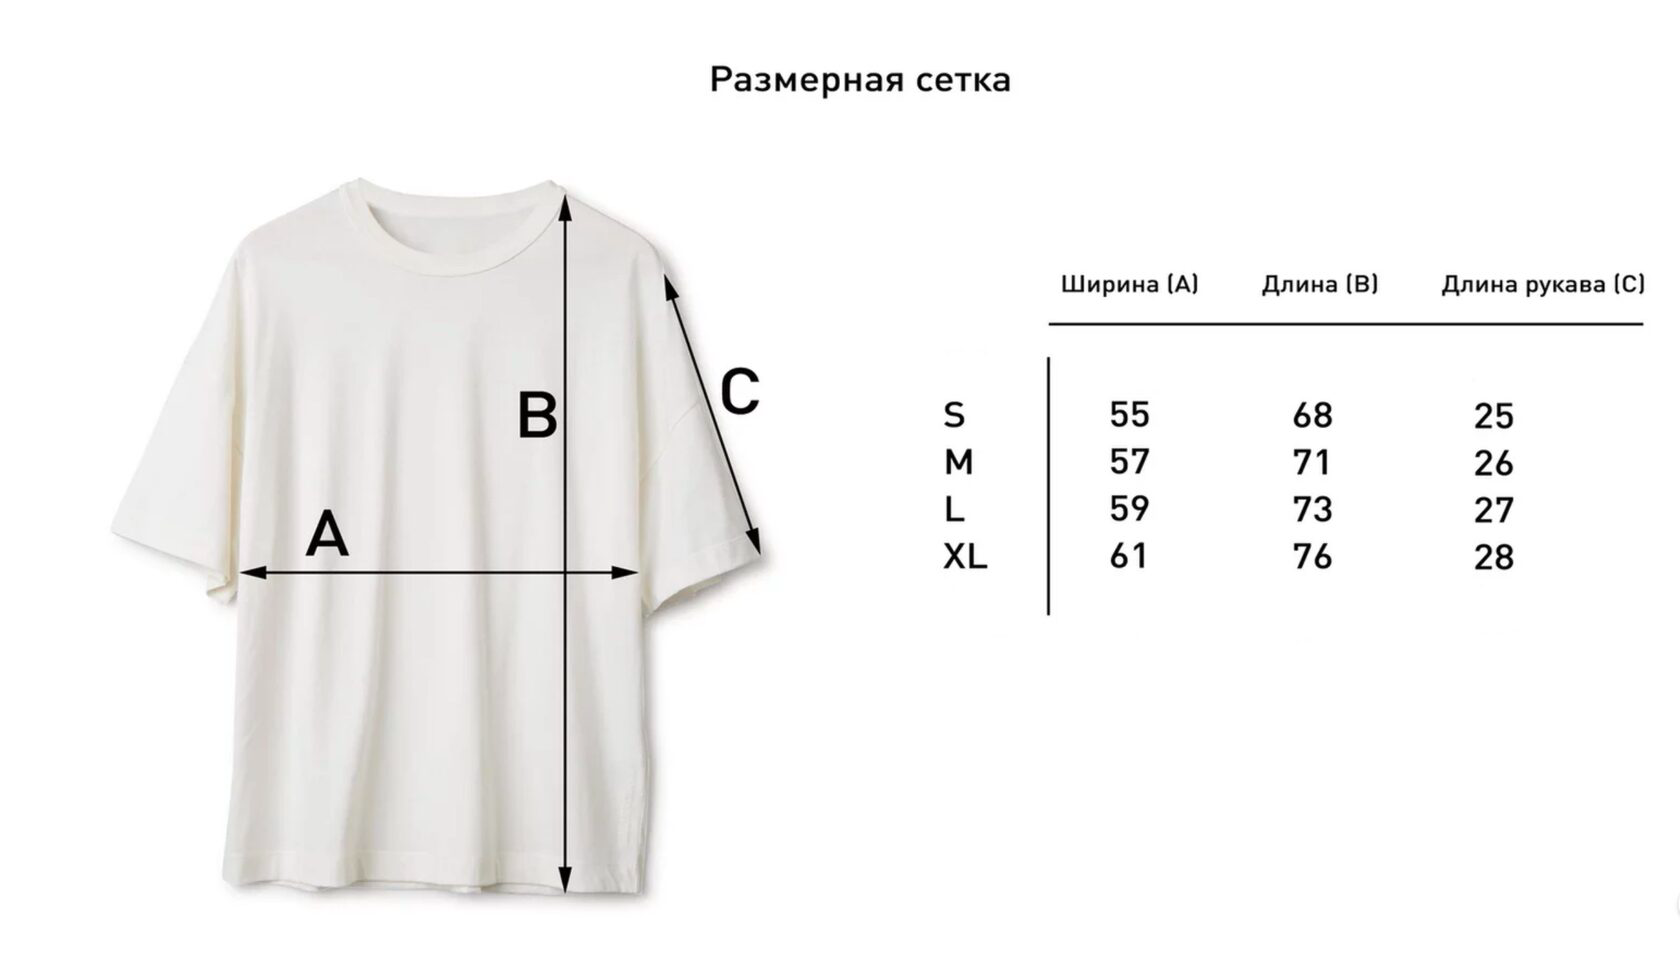 Размерная сетка
A
B
C
Ширина (A) Длина (B) Длина рукава (C)
S 55 68 25
M 57 71 26
L 59 73 27
XL 61 76 28